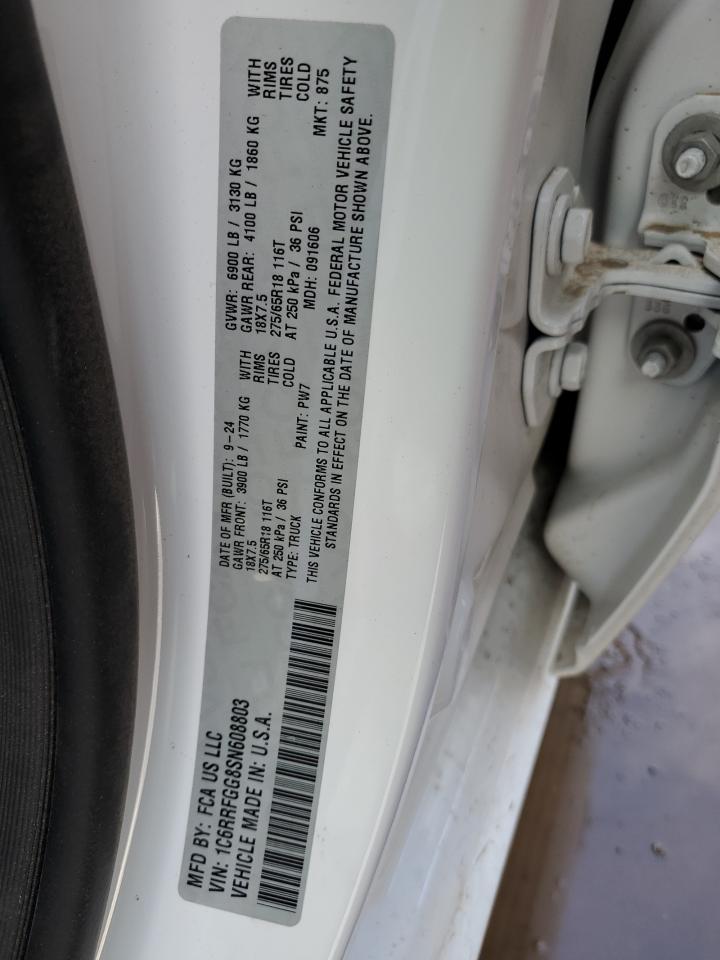 MFD BY: FCA US LLC
VIN: 1C6RRFGG8SN608803
VEHICLE MADE IN: U.S.A.
DATE OF MFR (BUILT): 9-24
GAWR FRONT: 3900 LB / 1770 KG WITH
18X7.5 RIMS
275/65R18 116T TIRES
AT 250 kPa / 36 PSI COLD
TYPE: TRUCK PAINT: PW7
GVWR: 6900 LB / 3130 KG
GAWR REAR: 4100 LB / 1860 KG WITH
18X7.5 RIMS
275/65R18 116T TIRES
AT 250 kPa / 36 PSI COLD
MDH: 091606 MKT: 875
THIS VEHICLE CONFORMS TO ALL APPLICABLE U.S.A. FEDERAL MOTOR VEHICLE SAFETY
STANDARDS IN EFFECT ON THE DATE OF MANUFACTURE SHOWN ABOVE.